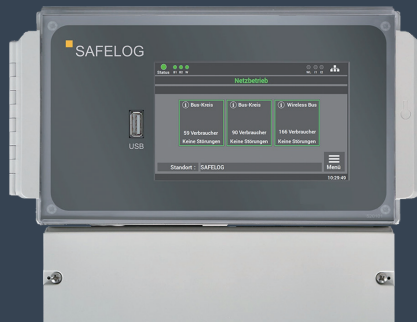 SAFELOG
USB
Status
Netzbetrieb
Bus-Kreis
59 Verbraucher
Keine Störungen
Bus-Kreis
90 Verbraucher
Keine Störungen
Wireless Bus
166 Verbraucher
Keine Störungen
Standort : SAFELOG
Menü
10:29:49